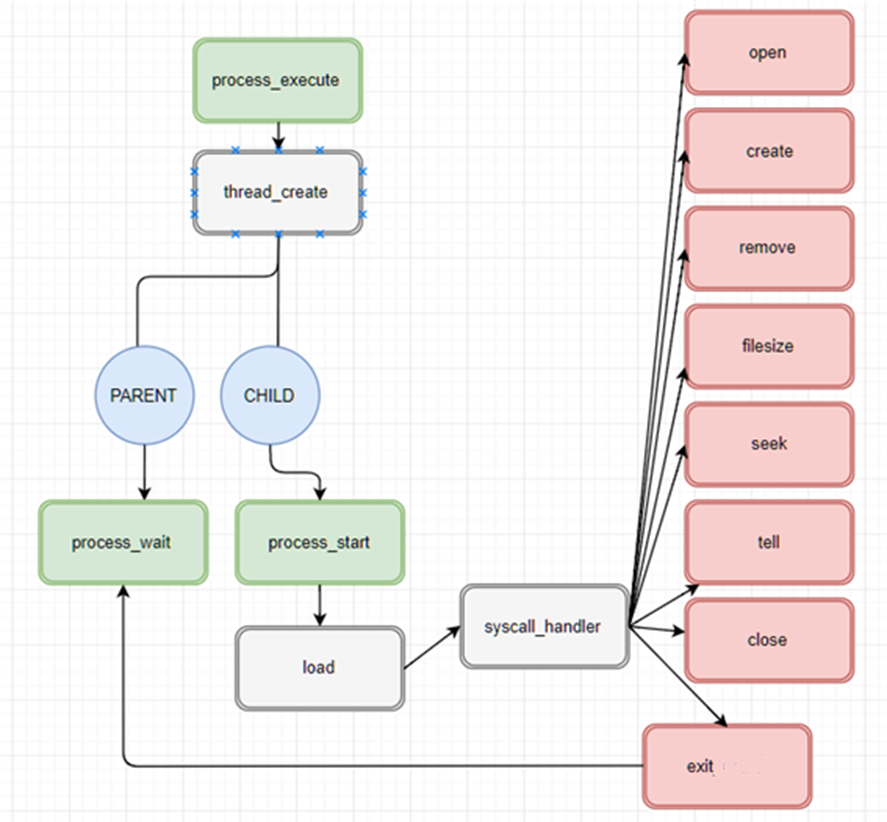 process_execute
thread_create
PARENT
CHILD
process_wait
process_start
load
syscall_handler
open
create
remove
filesize
seek
tell
close
exit